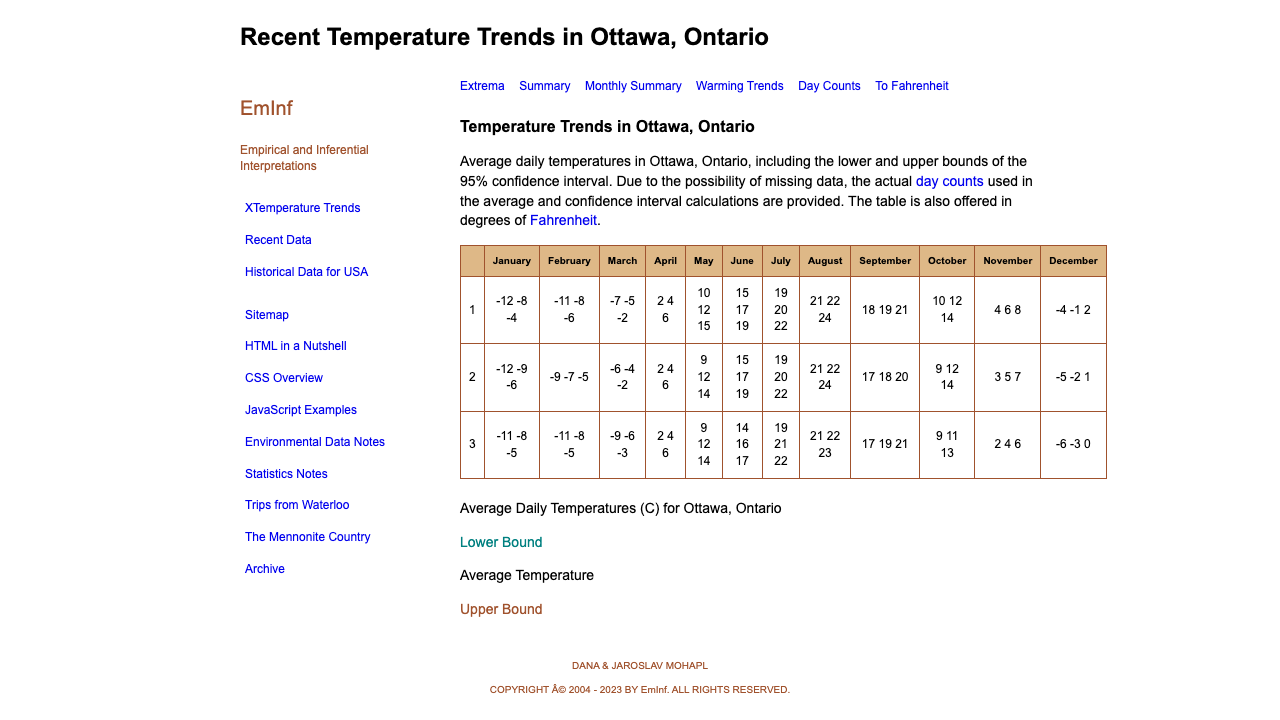 Recent Temperature Trends in Ottawa, Ontario
EmInf
Empirical and Inferential
Interpretations
XTemperature Trends
Recent Data
Historical Data for USA
Sitemap
HTML in a Nutshell
CSS Overview
JavaScript Examples
Environmental Data Notes
Statistics Notes
Trips from Waterloo
The Mennonite Country
Archive
Extrema Summary Monthly Summary Warming Trends Day Counts To Fahrenheit
Temperature Trends in Ottawa, Ontario
Average daily temperatures in Ottawa, Ontario, including the lower and upper bounds of the
95% confidence interval. Due to the possibility of missing data, the actual day counts used in
the average and confidence interval calculations are provided. The table is also offered in
degrees of Fahrenheit.
January February March April May June July August September October November December
1 -12 -8 -4 -11 -8 -6 -7 -5 -2 2 4 6 10 12 15 15 17 19 19 20 22 21 22 24 18 19 21 10 12 14 4 6 8 -4 -1 2
2 -12 -9 -6 -9 -7 -5 -6 -4 -2 2 4 6 9 12 14 15 17 19 19 20 22 21 22 24 17 18 20 9 12 14 3 5 7 -5 -2 1
3 -11 -8 -5 -11 -8 -5 -9 -6 -3 2 4 6 9 12 14 14 16 17 19 21 22 21 22 23 17 19 21 9 11 13 2 4 6 -6 -3 0
Average Daily Temperatures (C) for Ottawa, Ontario
Lower Bound
Average Temperature
Upper Bound
DANA & JAROSLAV MOHAPL
COPYRIGHT Â© 2004 - 2023 BY EmInf. ALL RIGHTS RESERVED.